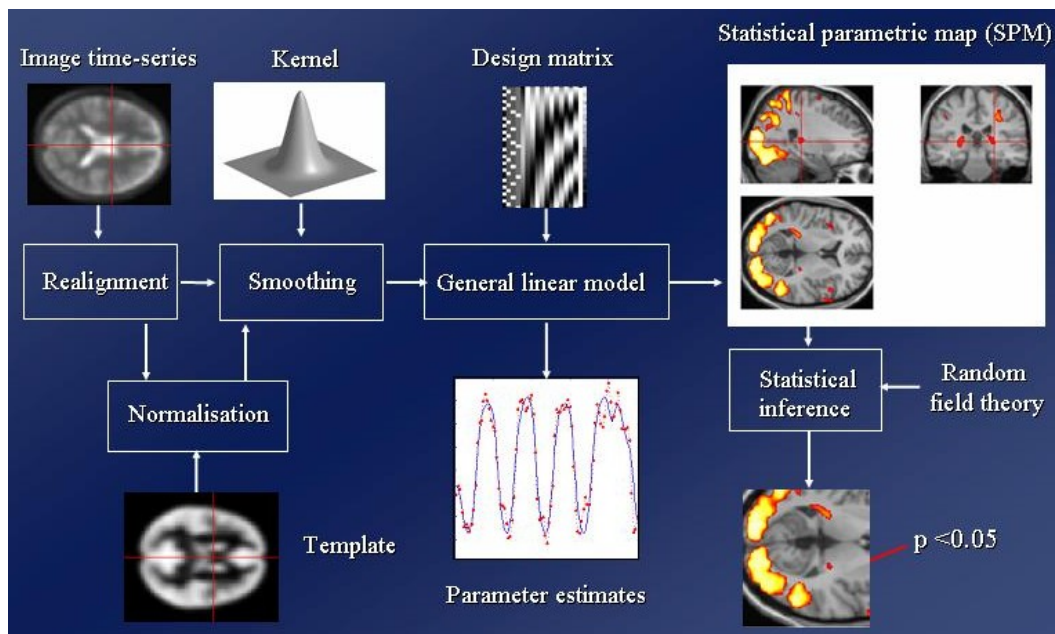 Statistical parametric map (SPM)
Image time-series
Kernel
Design matrix
Realignment
Smoothing
General linear model
Normalisation
Statistical
inference
Random
field theory
Template
Parameter estimates
p <0.05